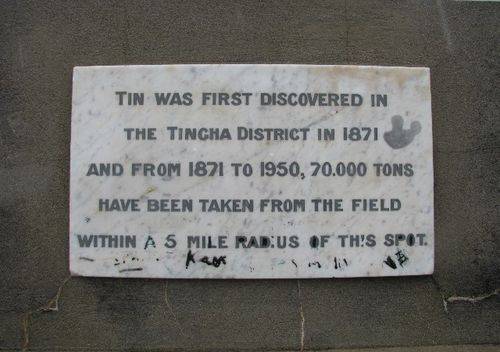 TIN WAS FIRST DISCOVERED IN
THE TINGHA DISTRICT IN 1871
AND FROM 1871 TO 1950, 70.000 TONS
HAVE BEEN TAKEN FROM THE FIELD
WITHIN A 5 MILE RADIUS OF TH'S SPOT.